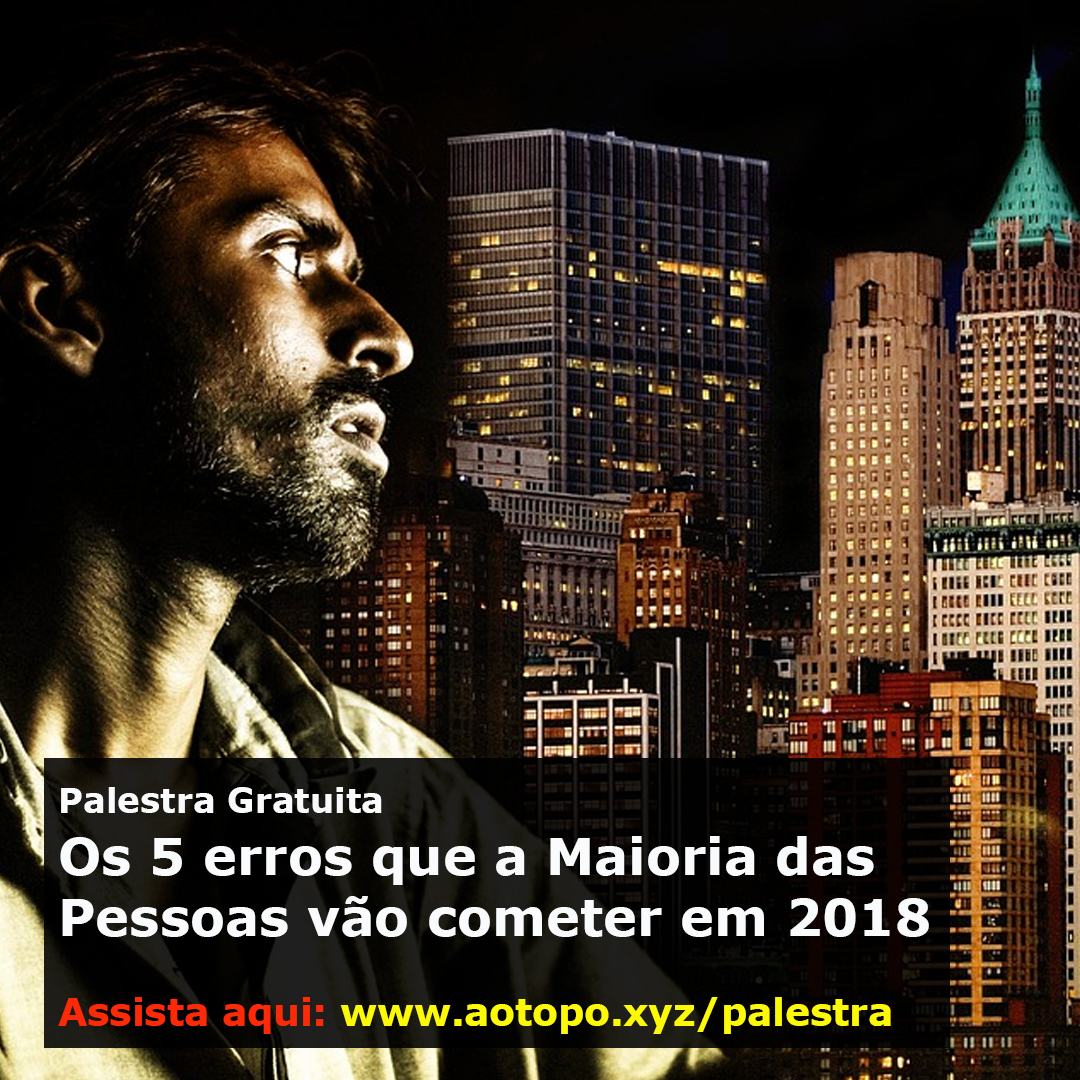 Palestra Gratuita
Os 5 erros que a Maioria das
Pessoas vão cometer em 2018
Assista aqui: www.aotopo.xyz/palestra